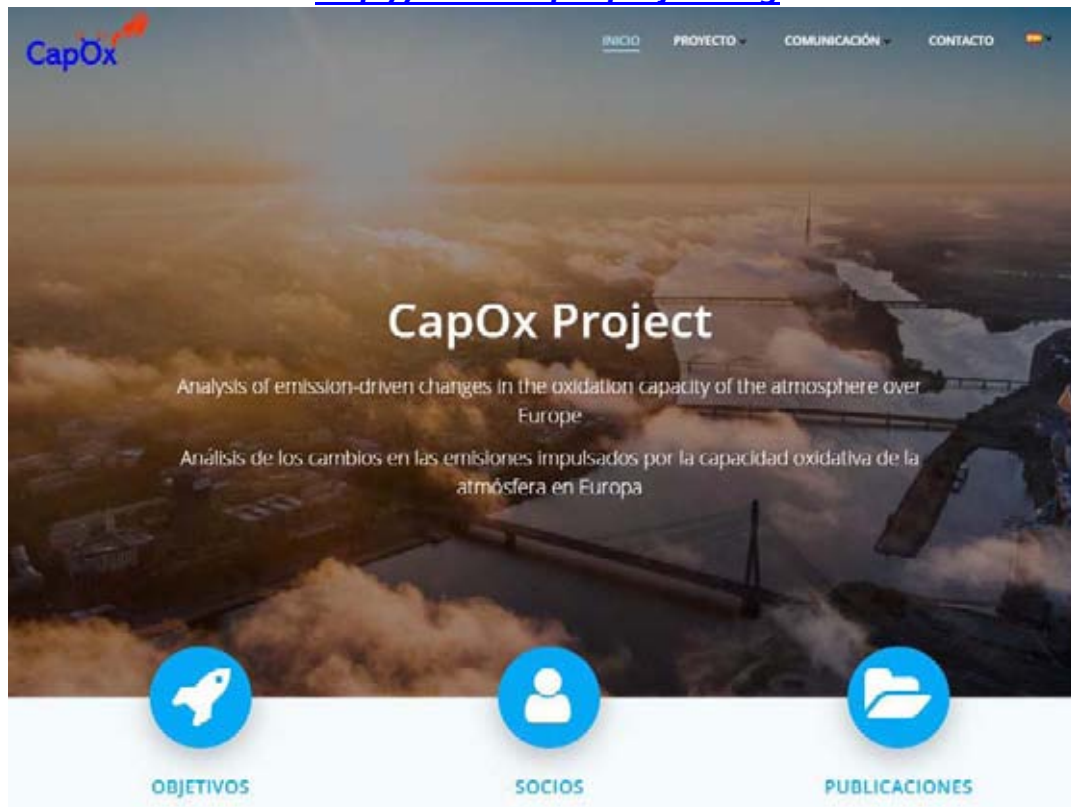 CapOx
INICIO PROYECTO COMUNICACIÓN CONTACTO
CapOx Project
Analysis of emission-driven changes in the oxidation capacity of the atmosphere over
Europe
Análisis de los cambios en las emisiones impulsados por la capacidad oxidativa de la
atmósfera en Europa
OBJETIVOS SOCIOS PUBLICACIONES